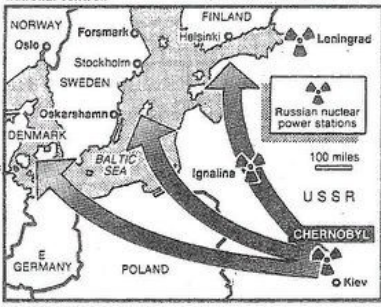 NORWAY
Oslo
Forsmark
FINLAND
Helsinki
Leningrad
Stockholm
SWEDEN
Oskarshamn
Russian nuclear
power stations
DENMARK
BALTIC
SEA
Ignalina
100 miles
USSR
CHERNOBYL
E
GERMANY
POLAND
Kiev